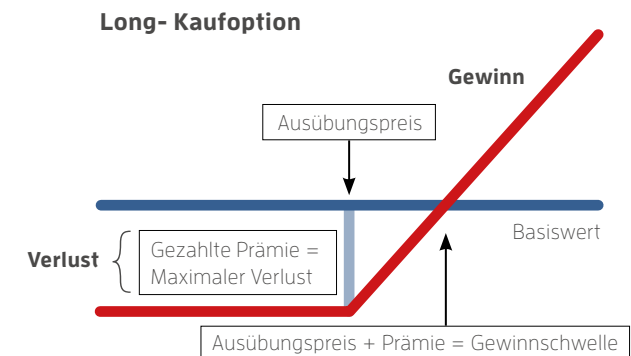 Long- Kaufoption
Gewinn
Ausübungspreis
Basiswert
Verlust
Gezahlte Prämie =
Maximaler Verlust
Ausübungspreis + Prämie = Gewinnschwelle